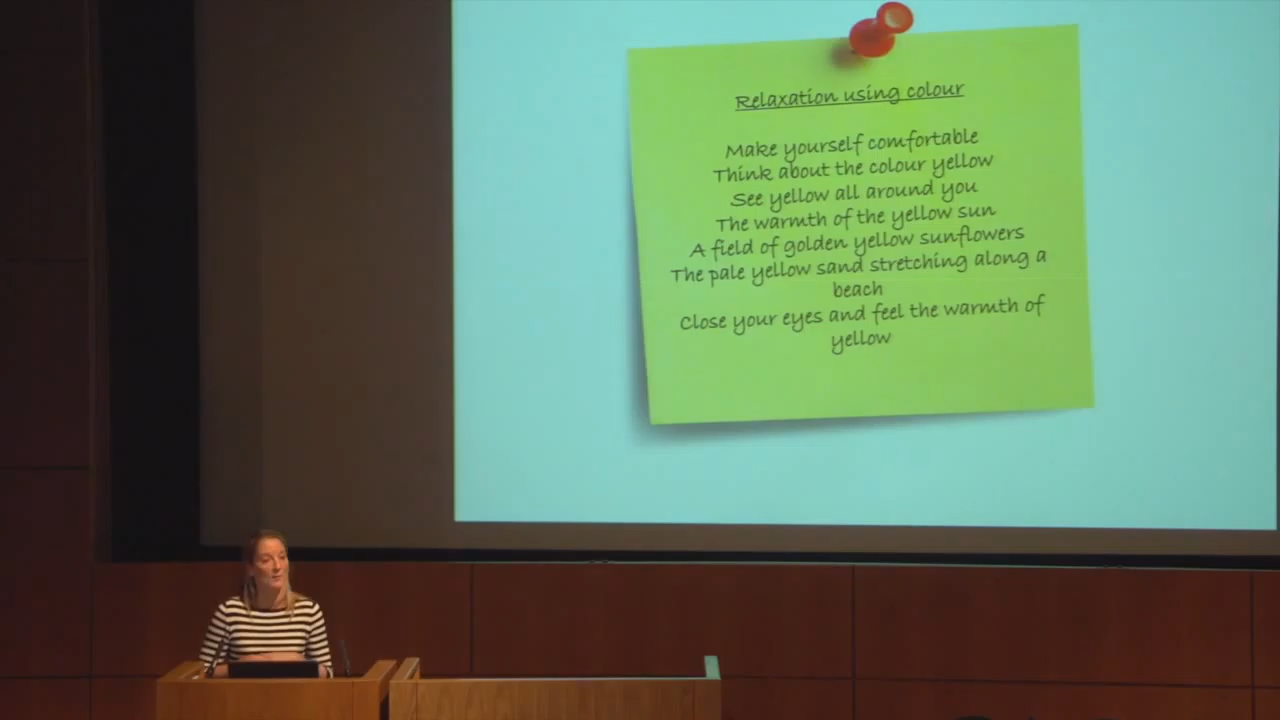 Relaxation using colour
Make yourself comfortable
Think about the colour yellow
See yellow all around you
The warmth of the yellow sun
A field of golden yellow sunflowers
The pale yellow sand stretching along a
beach
Close your eyes and feel the warmth of
yellow